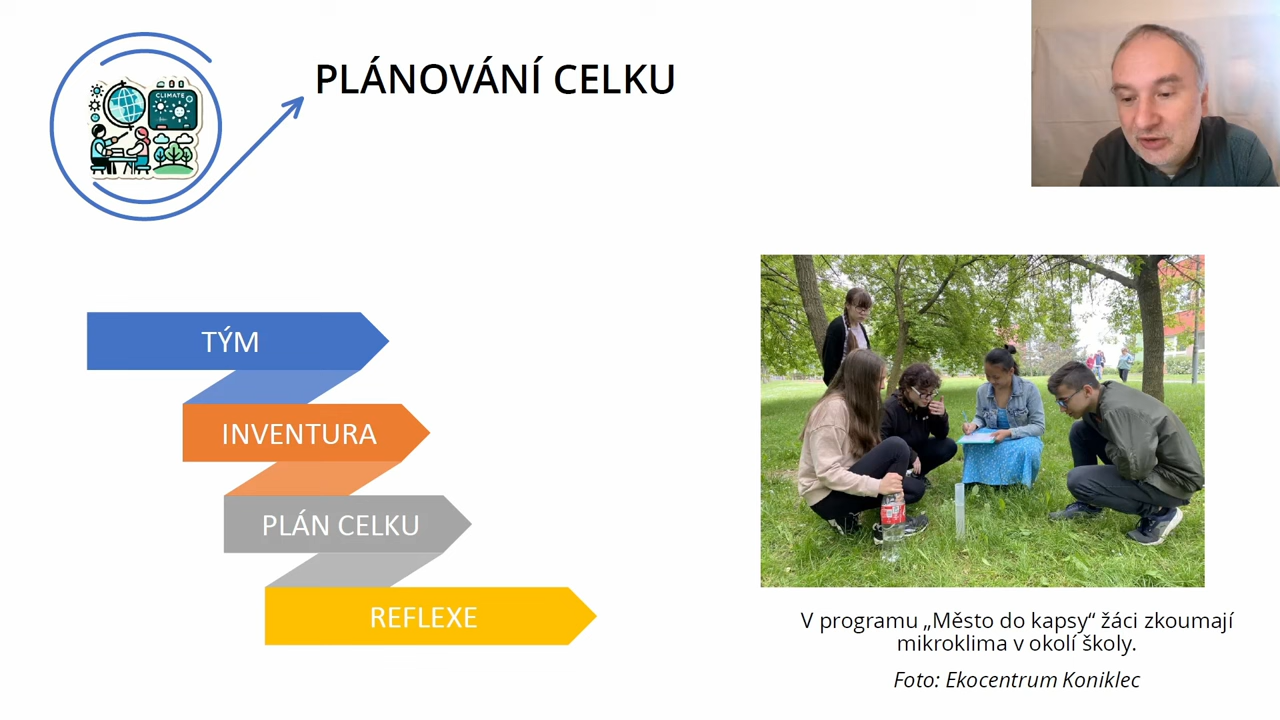 PLÁNOVÁNÍ CELKU
CLIMATE
TÝM
INVENTURA
PLÁN CELKU
REFLEXE
V programu „Město do kapsy“ žáci zkoumají
mikroklima v okolí školy.
Foto: Ekocentrum Koniklec